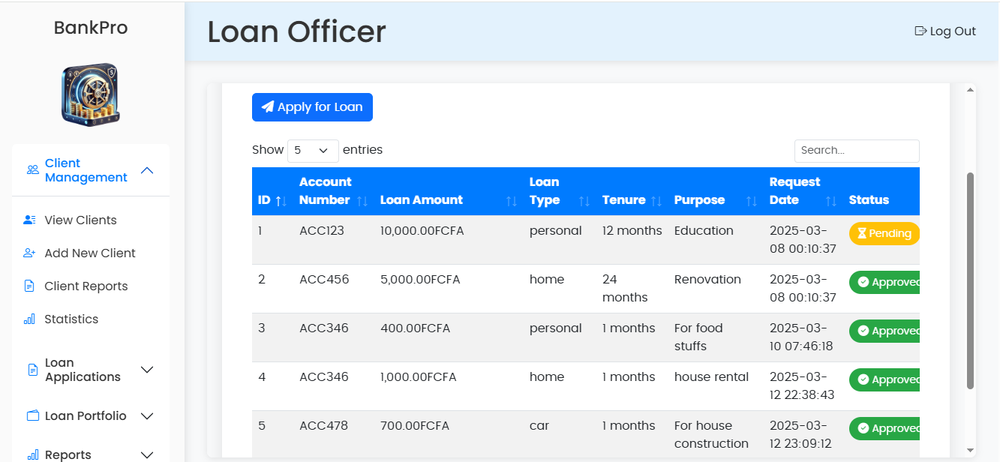 BankPro
Loan Officer
Log Out
Client
Management
View Clients
Add New Client
Client Reports
Statistics
Loan
Applications
Loan Portfolio
Reports
Apply for Loan
Show 5 entries
Search...
ID Account Number Loan Amount Loan Type Tenure Purpose Request Date Status
1 ACC123 10,000.00FCFA personal 12 months Education 2025-03-08 00:10:37 Pending
2 ACC456 5,000.00FCFA home 24 months Renovation 2025-03-08 00:10:37 Approved
3 ACC346 400.00FCFA personal 1 months For food stuffs 2025-03-10 07:46:18 Approved
4 ACC346 1,000.00FCFA home 1 months house rental 2025-03-12 22:38:43 Approved
5 ACC478 700.00FCFA car 1 months For house construction 2025-03-12 23:09:12 Approved